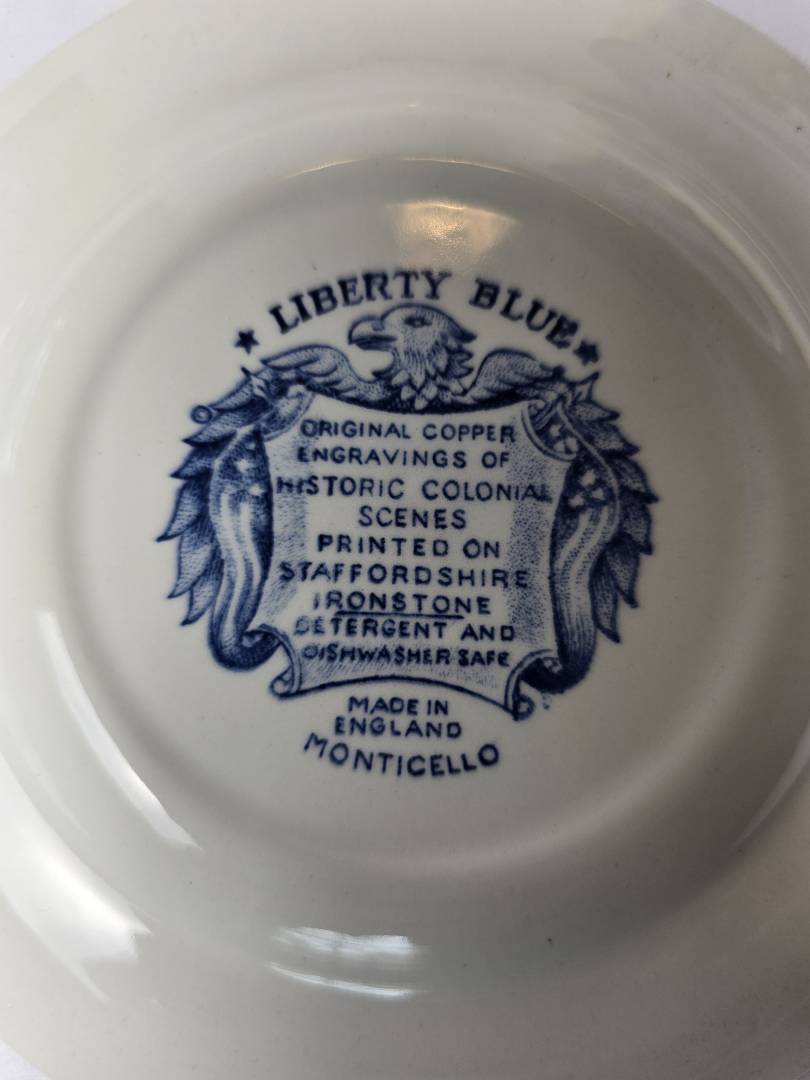 ★ LIBERTY BLUE ★
ORIGINAL COPPER
ENGRAVINGS OF
HISTORIC COLONIAL
SCENES
PRINTED ON
STAFFORDSHIRE
IRONSTONE
DETERGENT AND
DISHWASHER SAFE
MADE IN
ENGLAND
MONTICELLO